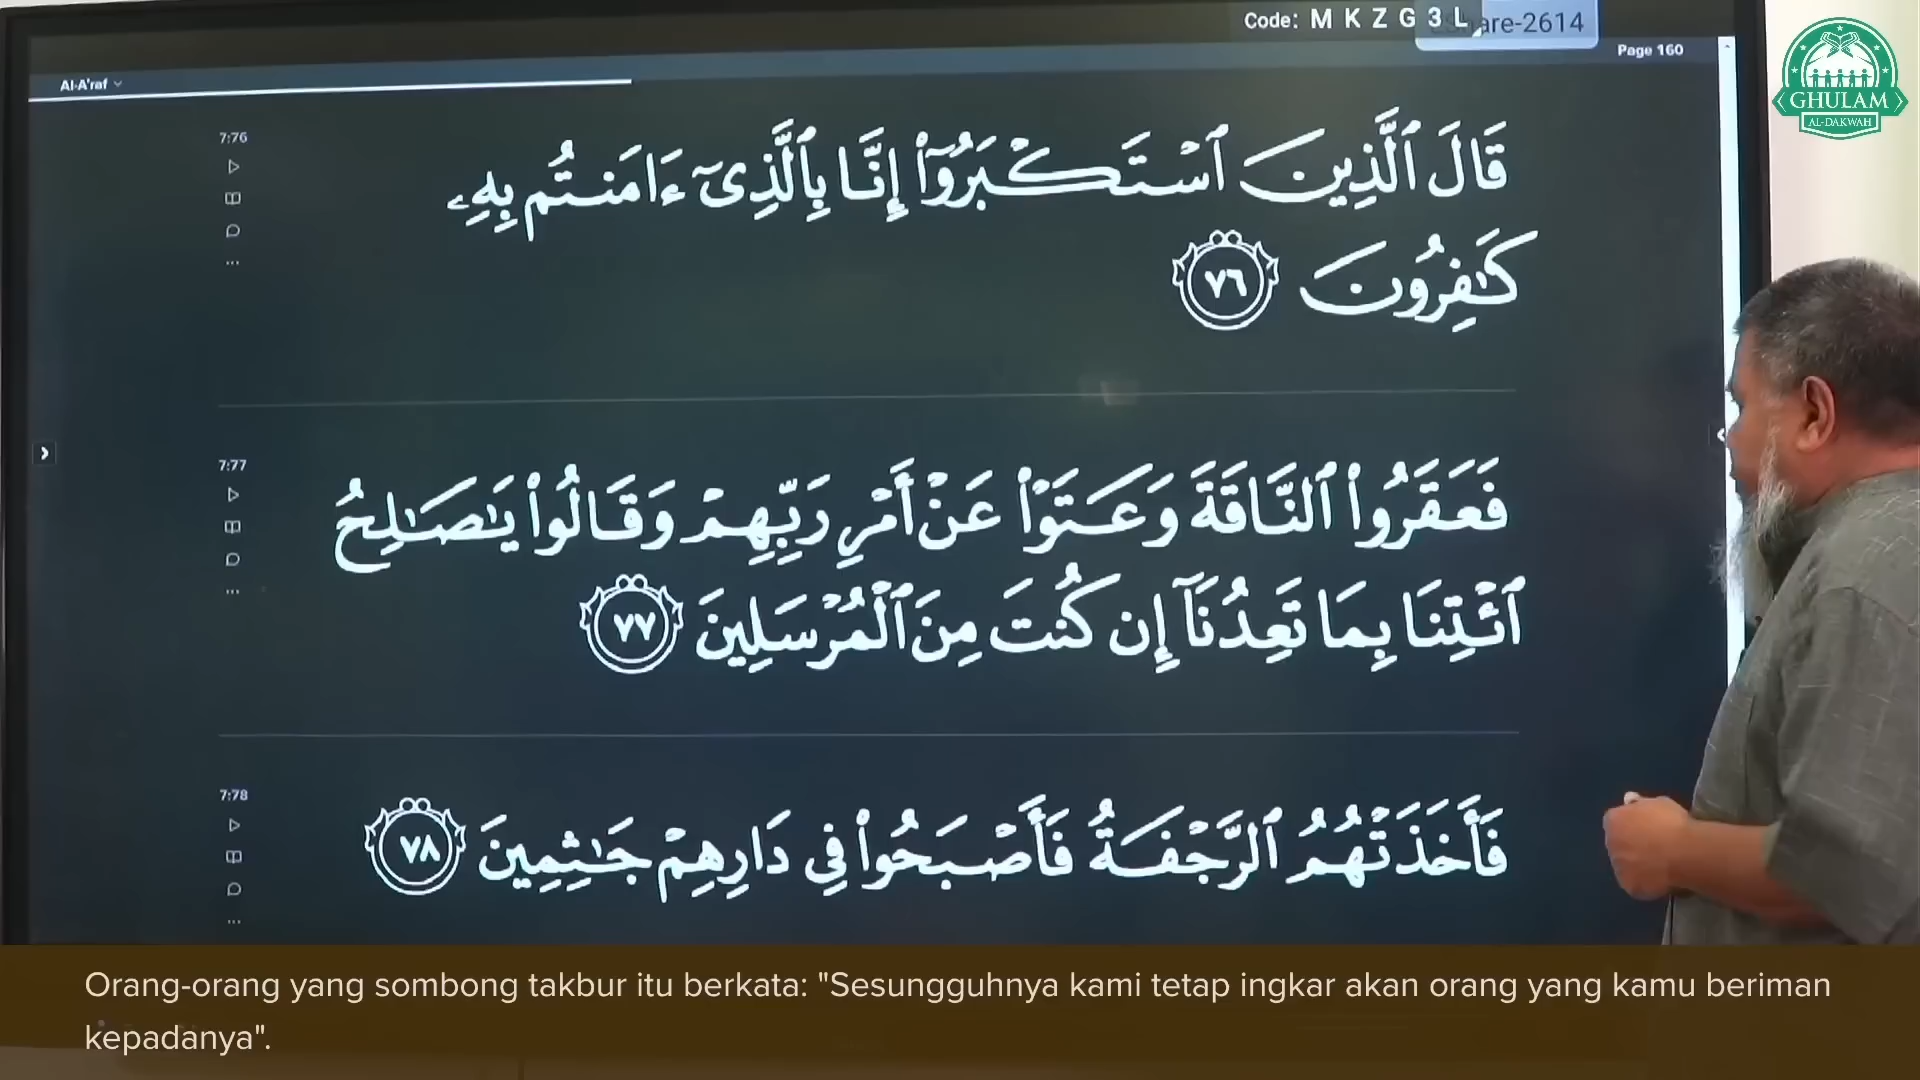 Code: MKZG3L
are-2614
Page 160
Al-A'raf
GHULAM
AL-DAKWAH
7:76
قَالَ ٱلَّذِينَ ٱسْتَكْبَرُوٓا۟ إِنَّا بِٱلَّذِىٓ ءَامَنتُم بِهِۦ
كَـٰفِرُونَ ٧٦
7:77
فَعَقَرُوا۟ ٱلنَّاقَةَ وَعَتَوْا۟ عَنْ أَمْرِ رَبِّهِمْ وَقَالُوا۟ يَـٰصَـٰلِحُ
ٱئْتِنَا بِمَا تَعِدُنَآ إِن كُنتَ مِنَ ٱلْمُرْسَلِينَ ٧٧
7:78
فَأَخَذَتْهُمُ ٱلرَّجْفَةُ فَأَصْبَحُوا۟ فِى دَارِهِمْ جَـٰثِمِينَ ٧٨
Orang-orang yang sombong takbur itu berkata: "Sesungguhnya kami tetap ingkar akan orang yang kamu beriman
kepadanya".